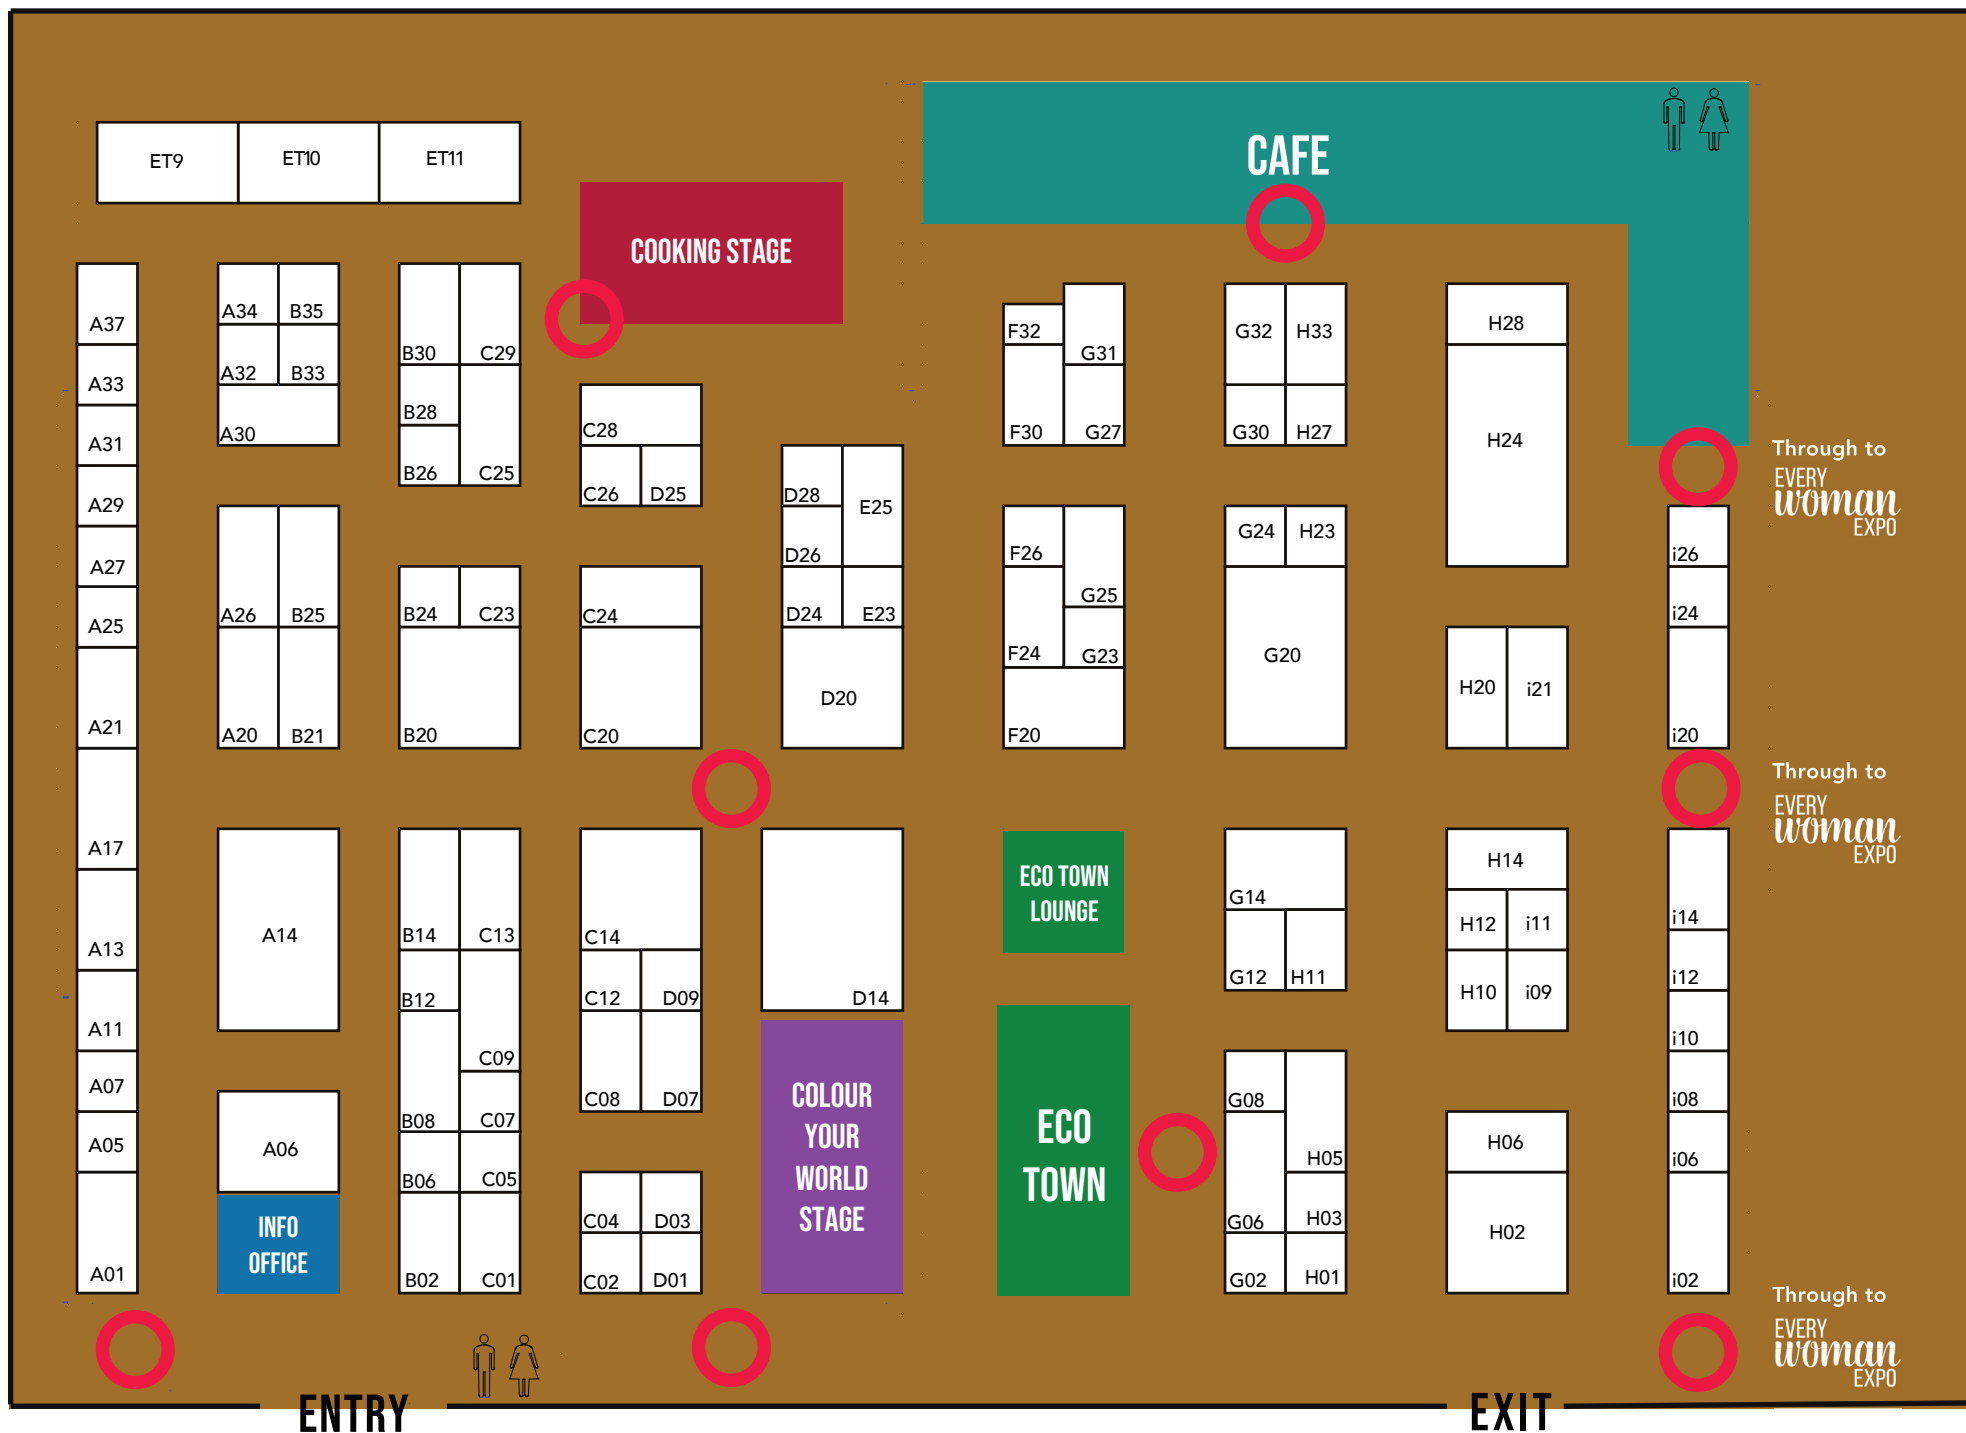 CAFE
ET9
ET10
ET11
COOKING STAGE
A37
A33
A31
A29
A27
A25
A21
A17
A13
A11
A07
A05
A01
A34 B35
A32 B33
A30
A26 B25
A20 B21
A14
A06
INFO
OFFICE
B30 C29
B28
B26 C25
B24 C23
B20
B14 C13
B12
C09
B08 C07
B06 C05
B02 C01
C28
C26 D25
C24
C20
C14
C12 D09
C08 D07
C04 D03
C02 D01
D28
E25
D26
D24 E23
D20
D14
COLOUR
YOUR
WORLD
STAGE
F32
G31
F30 G27
F26
G25
F24 G23
F20
ECO TOWN
LOUNGE
ECO
TOWN
G32 H33
G30 H27
G24 H23
G20
G14
G12 H11
G08
H05
G06 H03
G02 H01
H28
H24
H20 i21
H14
H12 i11
H10 i09
H06
H02
i26
i24
i20
i14
i12
i10
i08
i06
i02
Through to
EVERY
woman
EXPO
Through to
EVERY
woman
EXPO
Through to
EVERY
woman
EXPO
ENTRY
EXIT